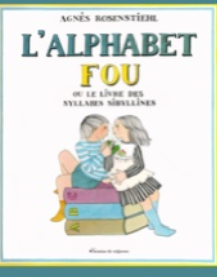 AGNÈS ROSENSTIEHL
L'ALPHABET
FOU
OU LE LIVRE DES
SYLLABES SIBYLLINES